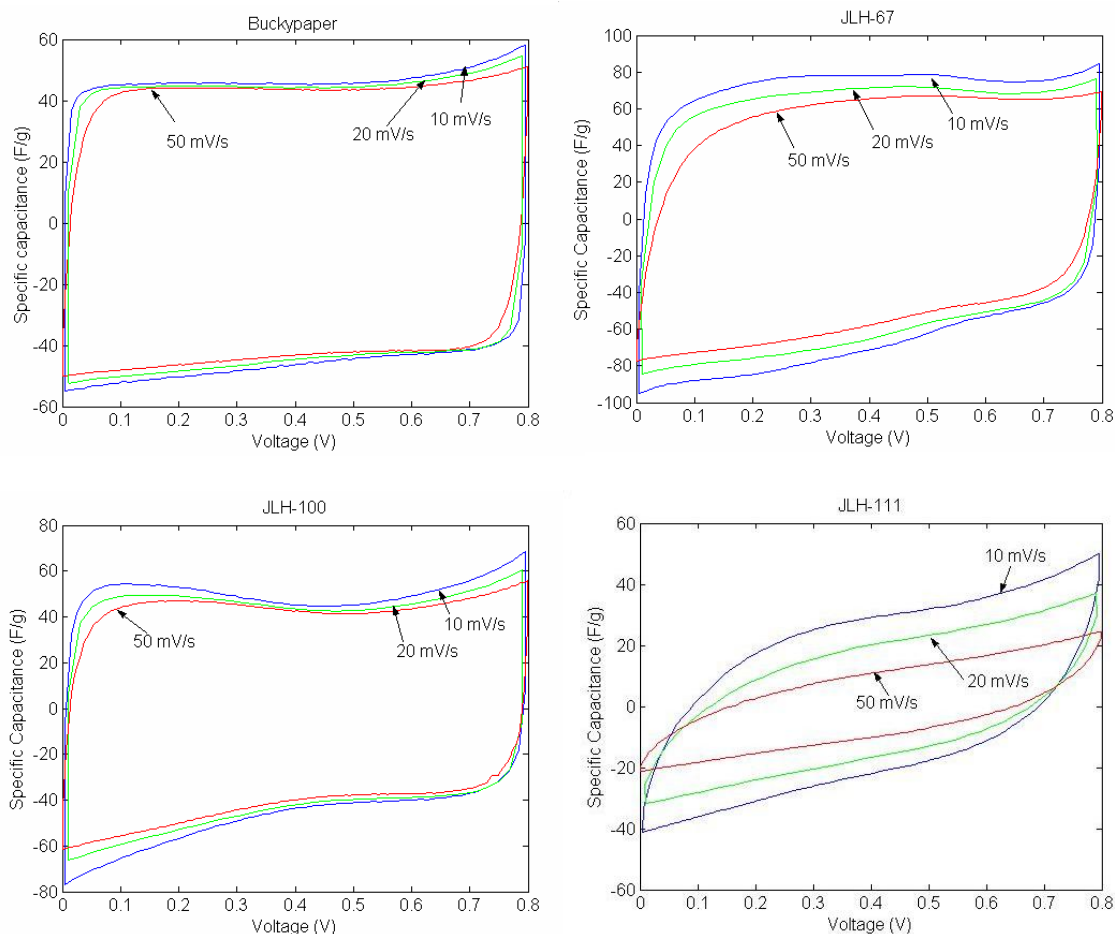 Buckypaper
60
40
20
0
-20
-40
-60
Specific capacitance (F/g)
50 mV/s
20 mV/s
10 mV/s
0 0.1 0.2 0.3 0.4 0.5 0.6 0.7 0.8
Voltage (V)
JLH-67
100
80
60
40
20
0
-20
-40
-60
-80
-100
Specific Capacitance (F/g)
50 mV/s
20 mV/s
10 mV/s
0 0.1 0.2 0.3 0.4 0.5 0.6 0.7 0.8
Voltage (V)
JLH-100
80
60
40
20
0
-20
-40
-60
-80
Specific Capacitance (F/g)
50 mV/s
20 mV/s
10 mV/s
0 0.1 0.2 0.3 0.4 0.5 0.6 0.7 0.8
Voltage (V)
JLH-111
60
40
20
0
-20
-40
-60
Specific Capacitance (F/g)
10 mV/s
20 mV/s
50 mV/s
0 0.1 0.2 0.3 0.4 0.5 0.6 0.7 0.8
Voltage (V)